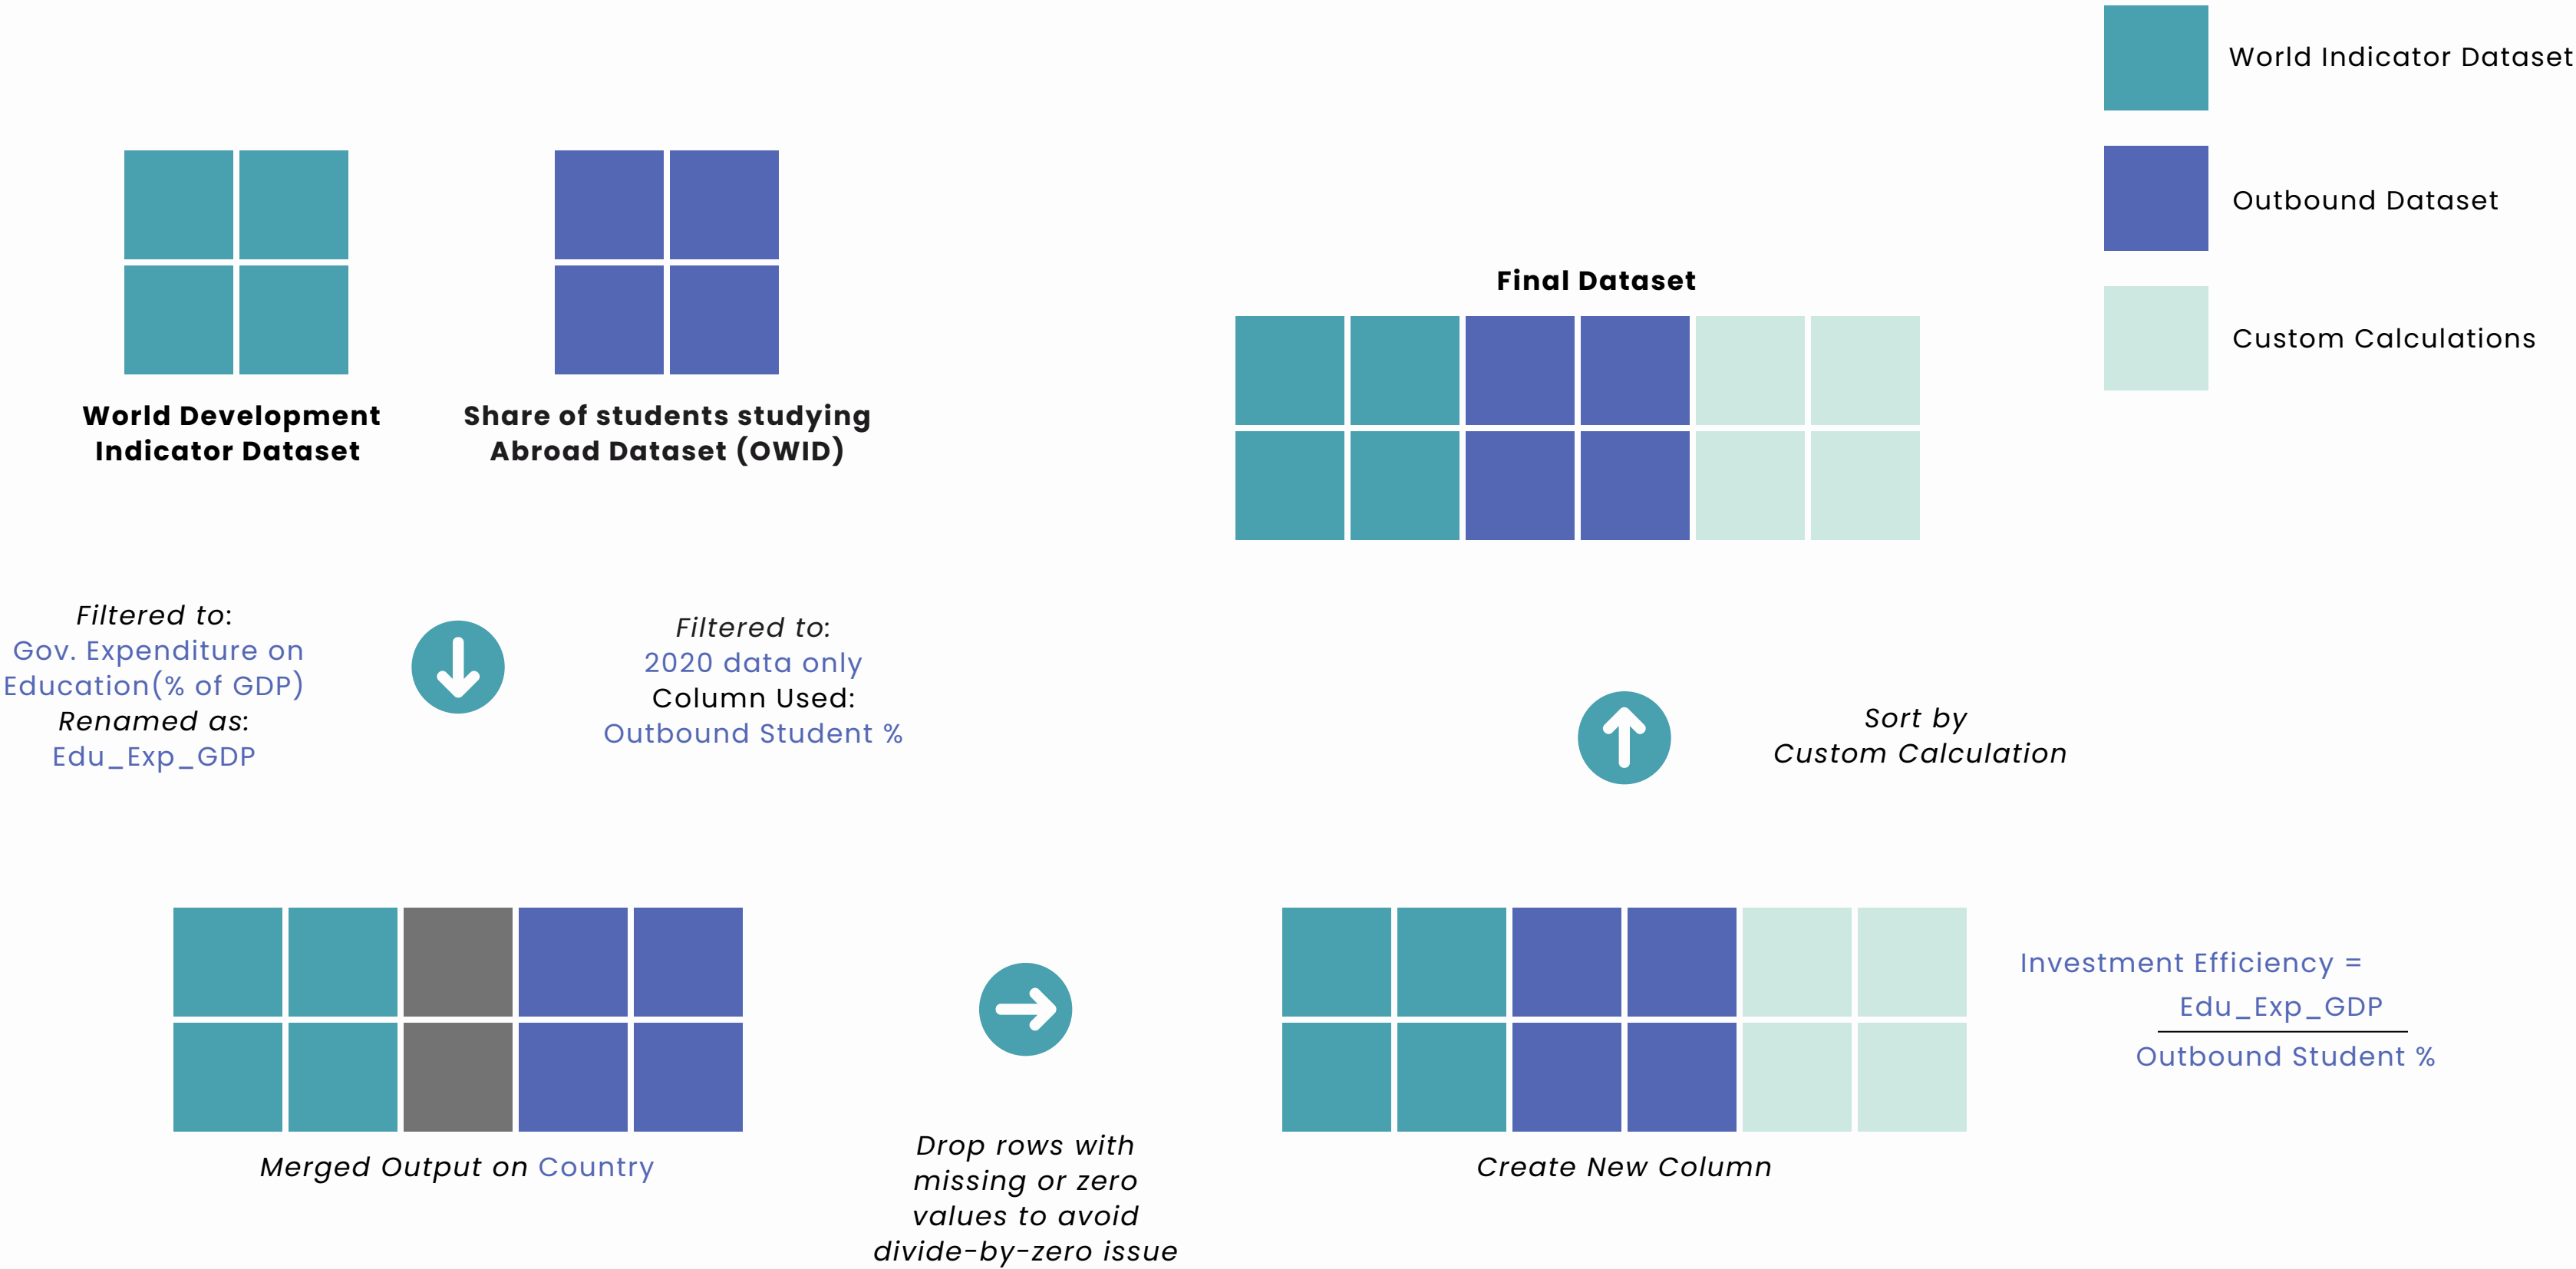 World Indicator Dataset
Outbound Dataset
Custom Calculations
World Development
Indicator Dataset
Share of students studying
Abroad Dataset (OWID)
Filtered to:
Gov. Expenditure on
Education(% of GDP)
Renamed as:
Edu_Exp_GDP
Filtered to:
2020 data only
Column Used:
Outbound Student %
Merged Output on Country
Drop rows with
missing or zero
values to avoid
divide-by-zero issue
Create New Column
Investment Efficiency =
Edu_Exp_GDP
Outbound Student %
Sort by
Custom Calculation
Final Dataset